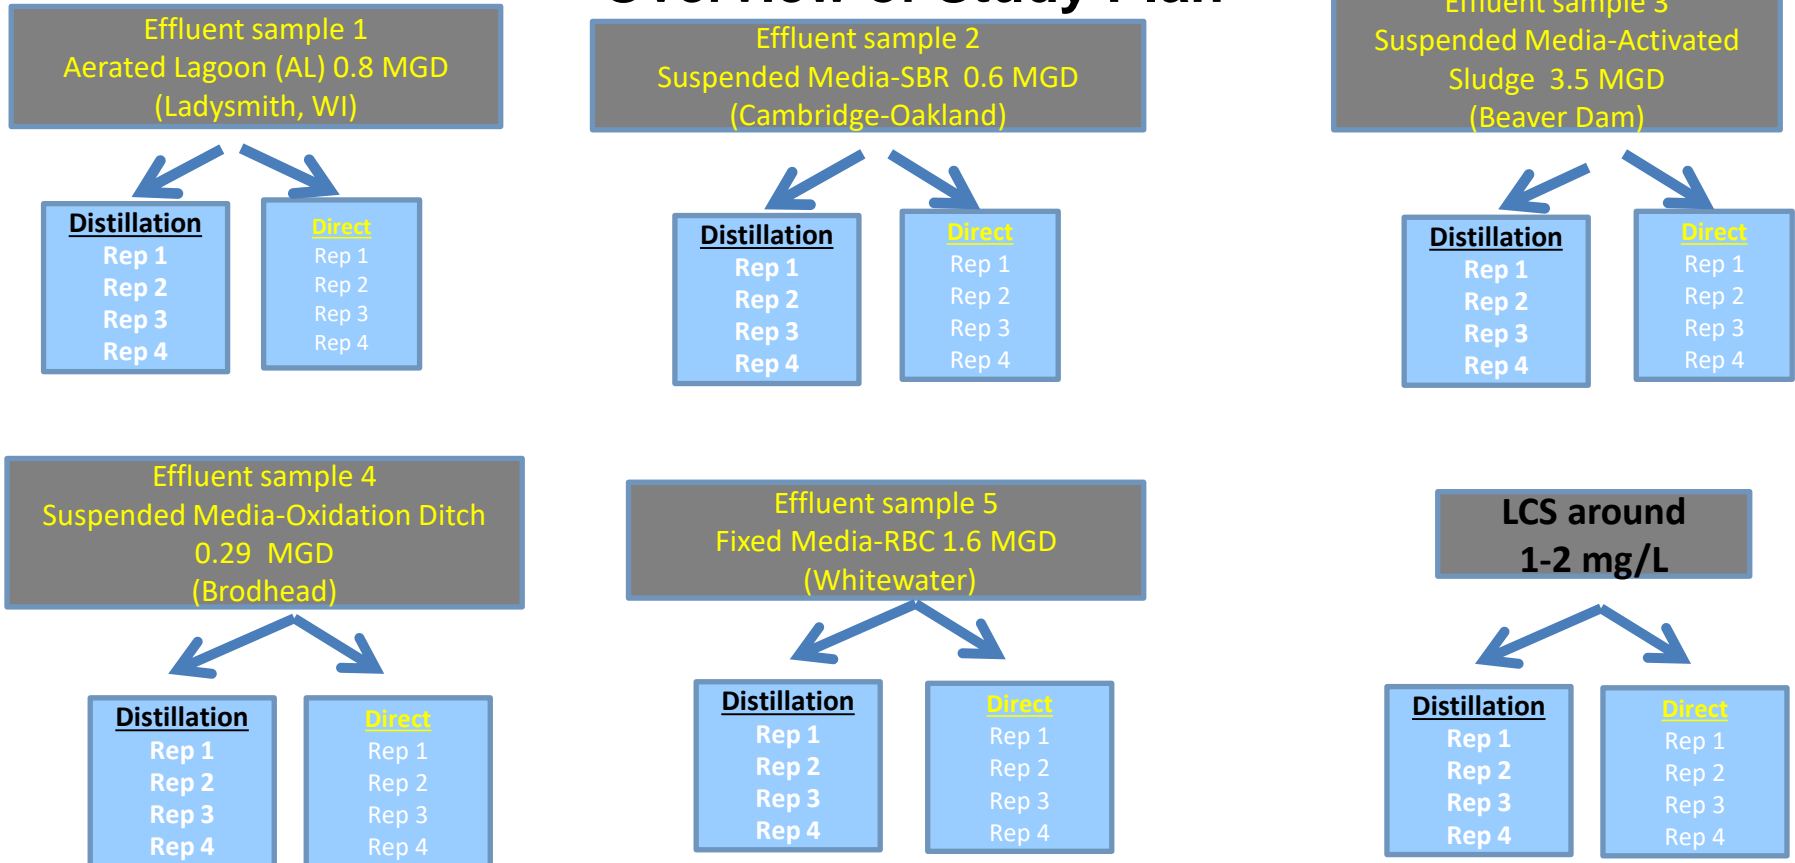 Overview of Study Plan
Effluent sample 1
Aerated Lagoon (AL) 0.8 MGD
(Ladysmith, WI)
Distillation
Rep 1
Rep 2
Rep 3
Rep 4
Direct
Rep 1
Rep 2
Rep 3
Rep 4
Effluent sample 2
Suspended Media-SBR 0.6 MGD
(Cambridge-Oakland)
Distillation
Rep 1
Rep 2
Rep 3
Rep 4
Direct
Rep 1
Rep 2
Rep 3
Rep 4
Effluent sample 3
Suspended Media-Activated
Sludge 3.5 MGD
(Beaver Dam)
Distillation
Rep 1
Rep 2
Rep 3
Rep 4
Direct
Rep 1
Rep 2
Rep 3
Rep 4
Effluent sample 4
Suspended Media-Oxidation Ditch
0.29 MGD
(Brodhead)
Distillation
Rep 1
Rep 2
Rep 3
Rep 4
Direct
Rep 1
Rep 2
Rep 3
Rep 4
Effluent sample 5
Fixed Media-RBC 1.6 MGD
(Whitewater)
Distillation
Rep 1
Rep 2
Rep 3
Rep 4
Direct
Rep 1
Rep 2
Rep 3
Rep 4
LCS around
1-2 mg/L
Distillation
Rep 1
Rep 2
Rep 3
Rep 4
Direct
Rep 1
Rep 2
Rep 3
Rep 4